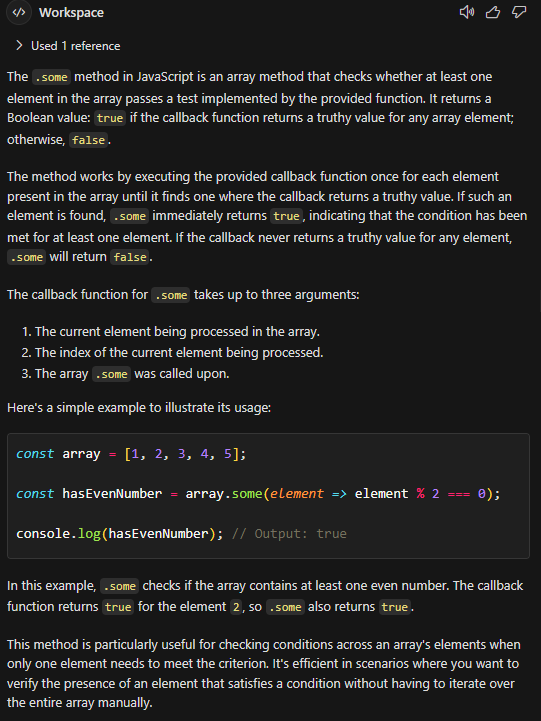 Workspace
Used 1 reference
The .some method in JavaScript is an array method that checks whether at least one
element in the array passes a test implemented by the provided function. It returns a
Boolean value: true if the callback function returns a truthy value for any array element;
otherwise, false.
The method works by executing the provided callback function once for each element
present in the array until it finds one where the callback returns a truthy value. If such an
element is found, .some immediately returns true, indicating that the condition has been
met for at least one element. If the callback never returns a truthy value for any element,
.some will return false.
The callback function for .some takes up to three arguments:
1. The current element being processed in the array.
2. The index of the current element being processed.
3. The array .some was called upon.
Here's a simple example to illustrate its usage:
const array = [1, 2, 3, 4, 5];
const hasEvenNumber = array.some(element => element % 2 === 0);
console.log(hasEvenNumber); // Output: true
In this example, .some checks if the array contains at least one even number. The callback
function returns true for the element 2, so .some also returns true.
This method is particularly useful for checking conditions across an array's elements when
only one element needs to meet the criterion. It's efficient in scenarios where you want to
verify the presence of an element that satisfies a condition without having to iterate over
the entire array manually.